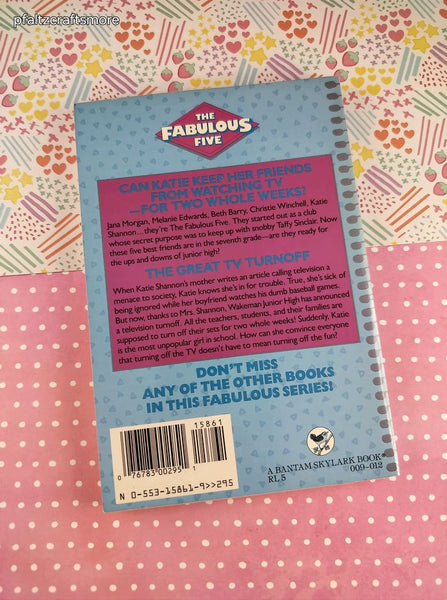 pfaltzcraftsmore
THE
FABULOUS
FIVE
CAN KATIE KEEP HER FRIENDS
FROM WATCHING TV
—FOR TWO WHOLE WEEKS?
Jana Morgan, Melanie Edwards, Beth Barry, Christie Winchell, Katie
Shannon...they're The Fabulous Five. They started out as a club
whose secret purpose was to keep up with snobby Taffy Sinclair. Now
these five best friends are in the seventh grade—are they ready for
the ups and downs of junior high?
THE GREAT TV TURNOFF
When Katie Shannon's mother writes an article calling television a
menace to society, Katie knows she's in for trouble. True, she's sick of
being ignored while her boyfriend watches his dumb baseball games.
But now, thanks to Mrs. Shannon, Wakeman Junior High has announced
a television turnoff. All the teachers, students, and their families are
supposed to turn off their sets for two whole weeks! Suddenly, Katie
is the most unpopular girl in school. How can she convince everyone
that turning off the TV doesn't have to mean turning off the fun?
DON'T MISS
ANY OF THE OTHER BOOKS
IN THIS FABULOUS SERIES!
15861
0 76783 00295 1
N 0-553-15861-9>>295
A BANTAM SKYLARK BOOK®
RL 5 009-012